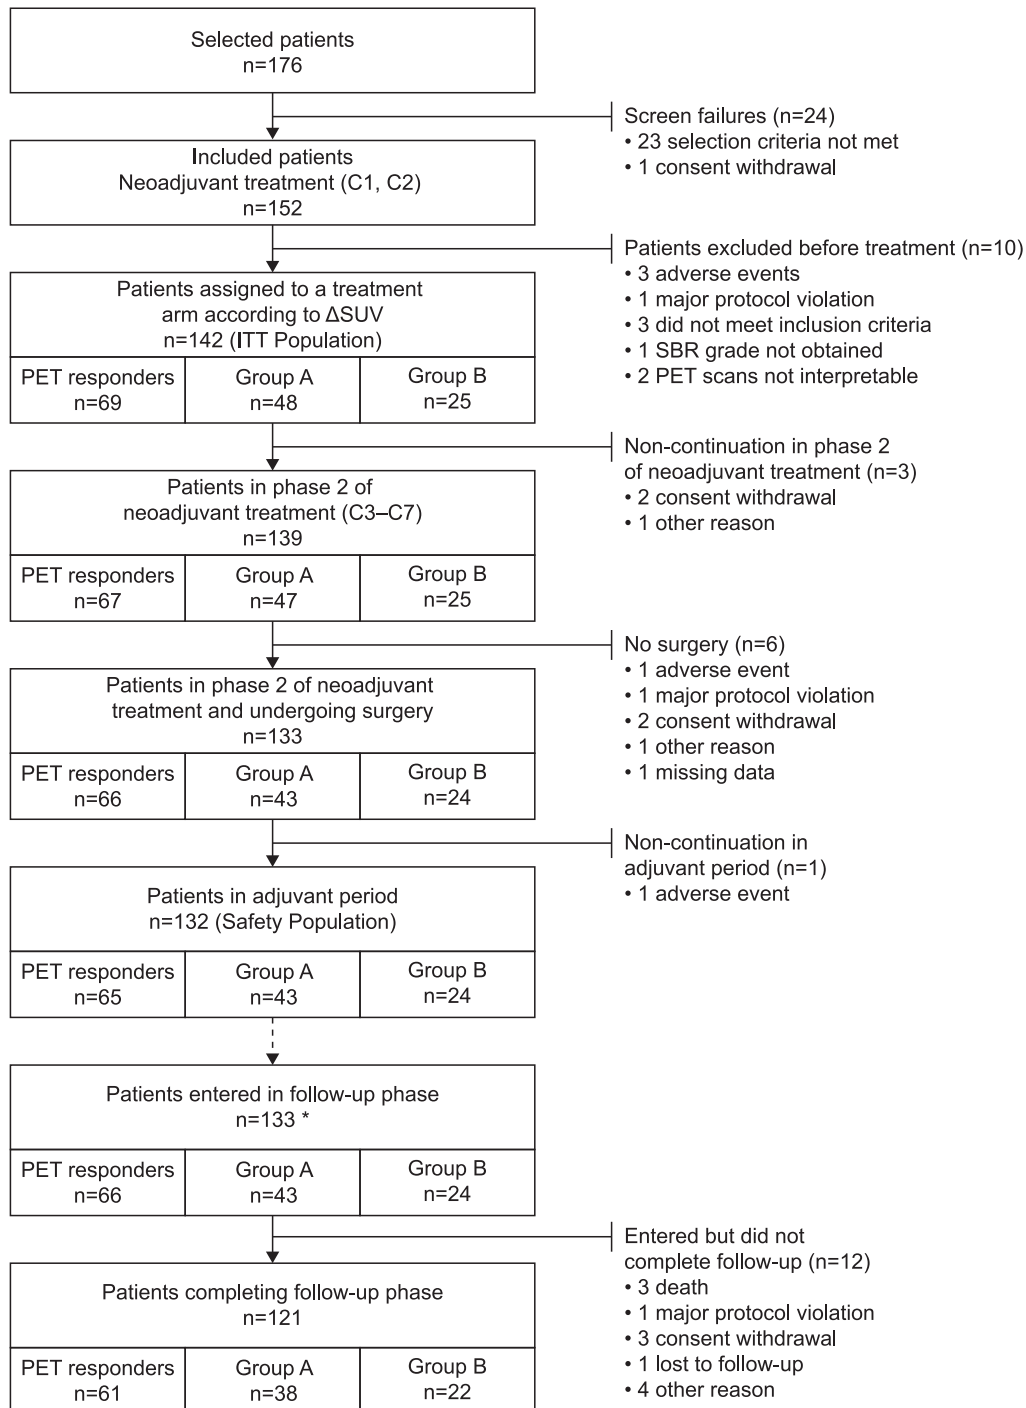 Selected patients
n=176
Screen failures (n=24)
• 23 selection criteria not met
• 1 consent withdrawal
Included patients
Neoadjuvant treatment (C1, C2)
n=152
Patients excluded before treatment (n=10)
• 3 adverse events
• 1 major protocol violation
• 3 did not meet inclusion criteria
• 1 SBR grade not obtained
• 2 PET scans not interpretable
Patients assigned to a treatment
arm according to ΔSUV
n=142 (ITT Population)
PET responders
n=69
Group A
n=48
Group B
n=25
Non-continuation in phase 2
of neoadjuvant treatment (n=3)
• 2 consent withdrawal
• 1 other reason
Patients in phase 2 of
neoadjuvant treatment (C3–C7)
n=139
PET responders
n=67
Group A
n=47
Group B
n=25
No surgery (n=6)
• 1 adverse event
• 1 major protocol violation
• 2 consent withdrawal
• 1 other reason
• 1 missing data
Patients in phase 2 of neoadjuvant
treatment and undergoing surgery
n=133
PET responders
n=66
Group A
n=43
Group B
n=24
Non-continuation in
adjuvant period (n=1)
• 1 adverse event
Patients in adjuvant period
n=132 (Safety Population)
PET responders
n=65
Group A
n=43
Group B
n=24
Patients entered in follow-up phase
n=133 *
PET responders
n=66
Group A
n=43
Group B
n=24
Entered but did not
complete follow-up (n=12)
• 3 death
• 1 major protocol violation
• 3 consent withdrawal
• 1 lost to follow-up
• 4 other reason
Patients completing follow-up phase
n=121
PET responders
n=61
Group A
n=38
Group B
n=22